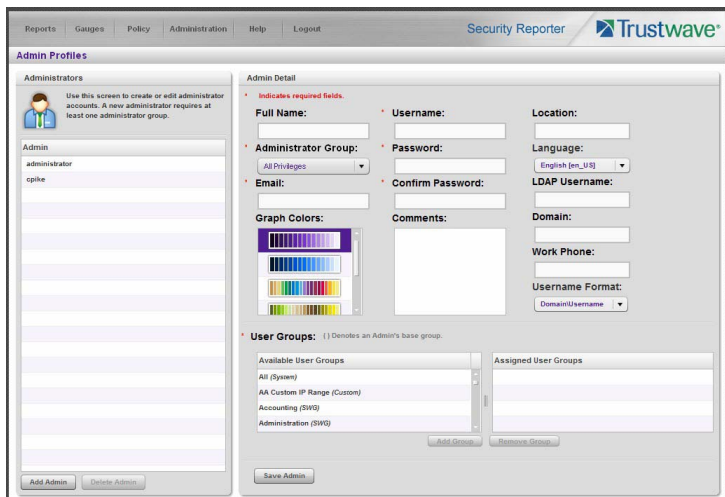 Reports Gauges Policy Administration Help Logout
Security Reporter
Trustwave®
Admin Profiles
Administrators
Use this screen to create or edit administrator
accounts. A new administrator requires at
least one administrator group.
Admin
administrator
cpike
Add Admin Delete Admin
Admin Detail
* Indicates required fields.
Full Name: * Username: Location:
* Administrator Group: * Password: Language:
All Privileges English [en_US]
* Email: * Confirm Password: LDAP Username:
Graph Colors: Comments: Domain:
Work Phone:
Username Format:
Domain\Username
* User Groups: ( ) Denotes an Admin's base group.
Available User Groups Assigned User Groups
All (System)
AA Custom IP Range (Custom)
Accounting (SWG)
Administration (SWG)
Add Group Remove Group
Save Admin